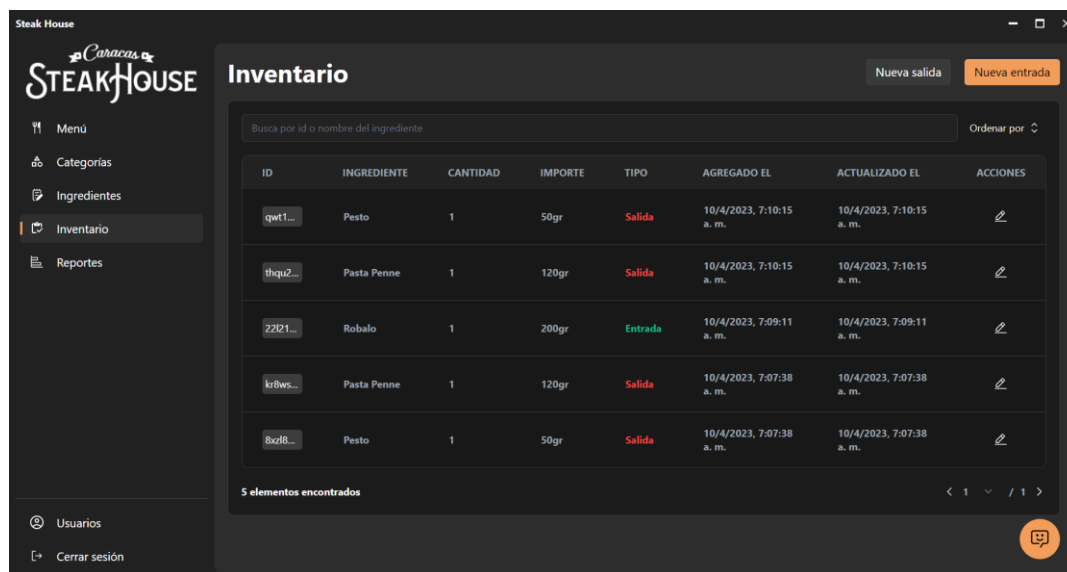 Steak House
Caracas
STEAKHOUSE
Inventario
Nueva salida
Nueva entrada
Menú
Categorías
Ingredientes
Inventario
Reportes
Busca por id o nombre del ingrediente
Ordenar por
ID INGREDIENTE CANTIDAD IMPORTE TIPO AGREGADO EL ACTUALIZADO EL ACCIONES
qwt1... Pesto 1 50gr Salida 10/4/2023, 7:10:15 a. m. 10/4/2023, 7:10:15 a. m.
thqu2... Pasta Penne 1 120gr Salida 10/4/2023, 7:10:15 a. m. 10/4/2023, 7:10:15 a. m.
22l21... Robalo 1 200gr Entrada 10/4/2023, 7:09:11 a. m. 10/4/2023, 7:09:11 a. m.
kr8ws... Pasta Penne 1 120gr Salida 10/4/2023, 7:07:38 a. m. 10/4/2023, 7:07:38 a. m.
8xzl8... Pesto 1 50gr Salida 10/4/2023, 7:07:38 a. m. 10/4/2023, 7:07:38 a. m.
5 elementos encontrados
1 / 1
Usuarios
Cerrar sesión